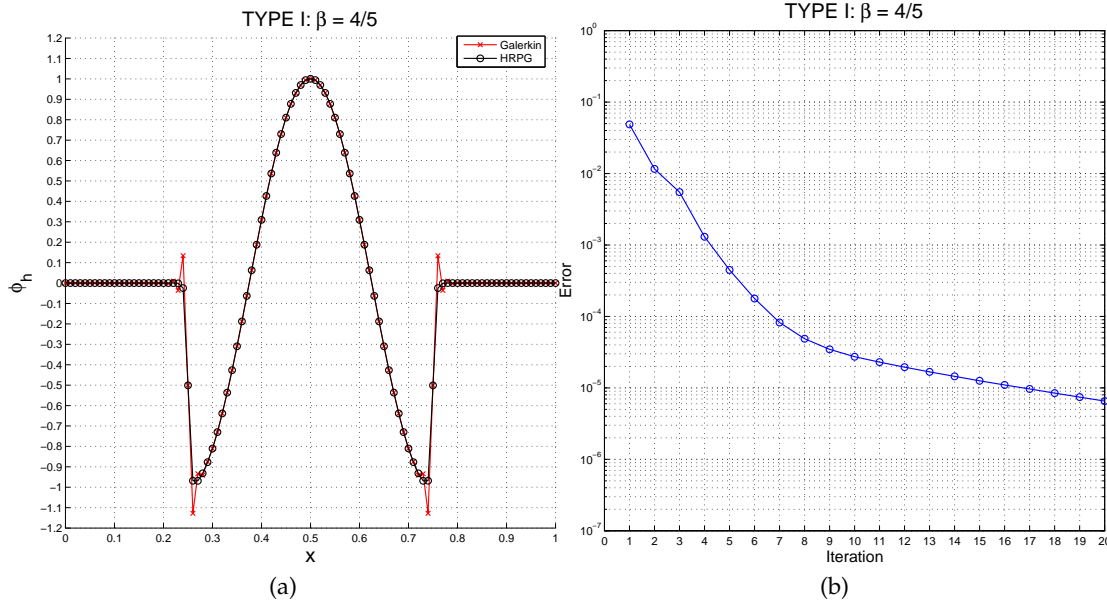 TYPE I: β = 4/5
1.2
1.1
1
0.9
0.8
0.7
0.6
0.5
0.4
0.3
0.2
0.1
0
−0.1
−0.2
−0.3
−0.4
−0.5
−0.6
−0.7
−0.8
−0.9
−1
−1.1
−1.2
ϕh
Galerkin
HRPG
0 0.1 0.2 0.3 0.4 0.5 0.6 0.7 0.8 0.9 1
x
(a)
TYPE I: β = 4/5
10^0
10^−1
10^−2
10^−3
10^−4
10^−5
10^−6
10^−7
Error
0 1 2 3 4 5 6 7 8 9 10 11 12 13 14 15 16 17 18 19 20
Iteration
(b)